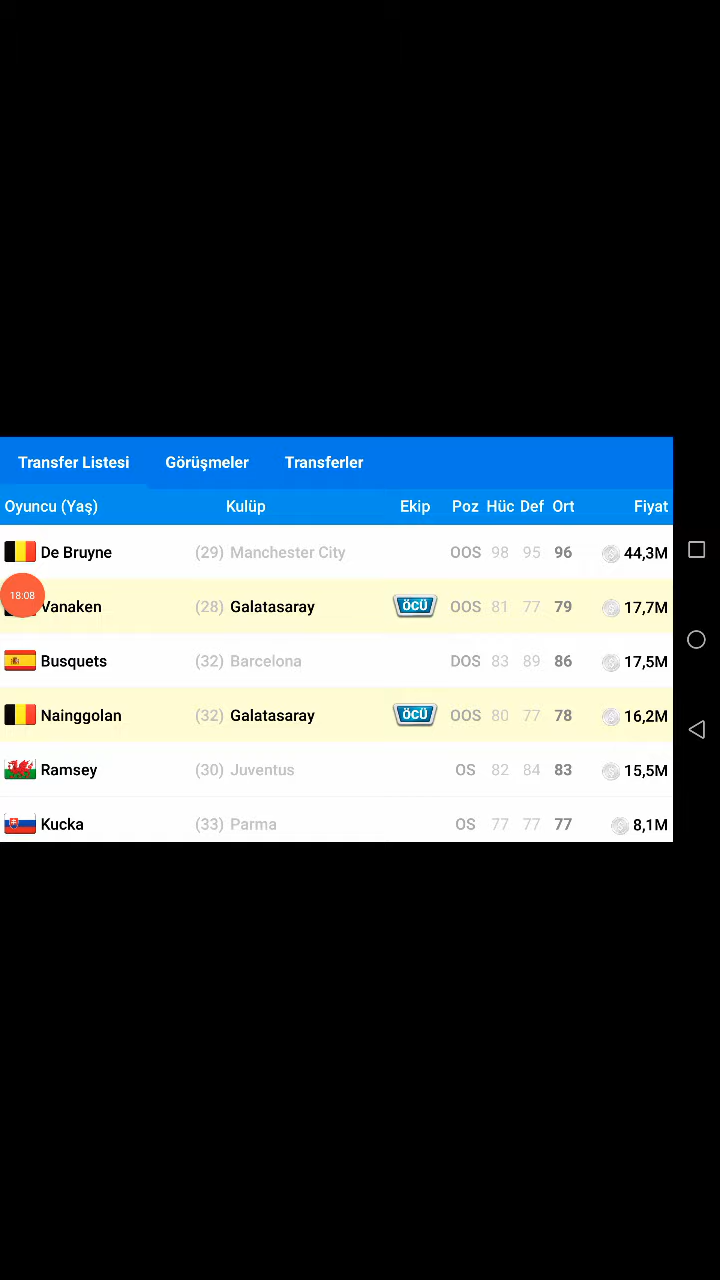 Transfer Listesi Görüşmeler Transferler
Oyuncu (Yaş) Kulüp Ekip Poz Hüc Def Ort Fiyat
De Bruyne (29) Manchester City OOS 98 95 96 44,3M
18:08 Vanaken (28) Galatasaray ÖCÜ OOS 81 77 79 17,7M
Busquets (32) Barcelona DOS 83 89 86 17,5M
Nainggolan (32) Galatasaray ÖCÜ OOS 80 77 78 16,2M
Ramsey (30) Juventus OS 82 84 83 15,5M
Kucka (33) Parma OS 77 77 77 8,1M